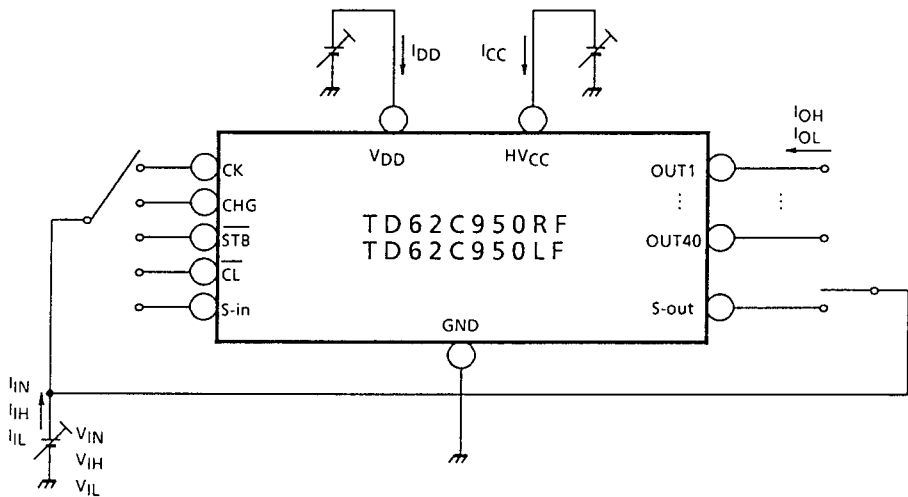 IDD
ICC
IOH
IOL
VDD
HVCC
CK
CHG
STB
CL
S-in
TD62C950RF
TD62C950LF
OUT1
OUT40
S-out
GND
IIN
IIH
IIL
VIN
VIH
VIL